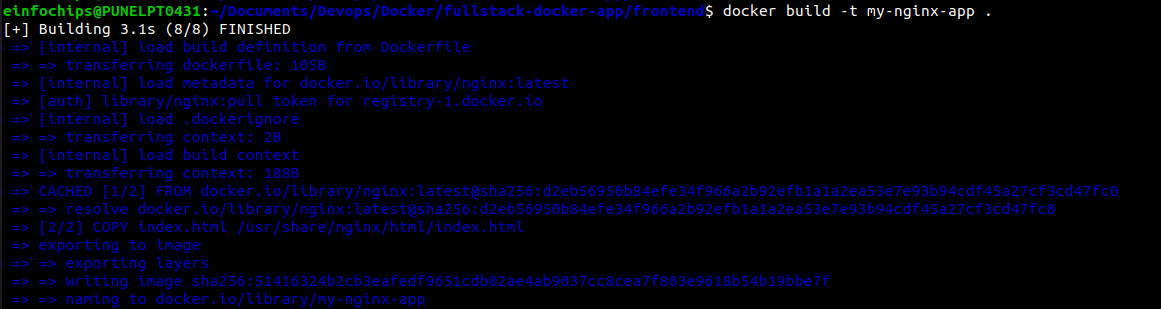 einfochips@PUNELPT0431:~/Documents/Devops/Docker/fullstack-docker-app/frontend$ docker build -t my-nginx-app .
[+] Building 3.1s (8/8) FINISHED
=> [internal] load build definition from Dockerfile
=> => transferring dockerfile: 105B
=> [internal] load metadata for docker.io/library/nginx:latest
=> [auth] library/nginx:pull token for registry-1.docker.io
=> [internal] load .dockerignore
=> => transferring context: 2B
=> [internal] load build context
=> => transferring context: 188B
=> CACHED [1/2] FROM docker.io/library/nginx:latest@sha256:d2eb56950b84efe34f966a2b92efb1a1a2ea53e7e93b94cdf45a27cf3cd47fc0
=> => resolve docker.io/library/nginx:latest@sha256:d2eb56950b84efe34f966a2b92efb1a1a2ea53e7e93b94cdf45a27cf3cd47fc0
=> [2/2] COPY index.html /usr/share/nginx/html/index.html
=> exporting to image
=> => exporting layers
=> => writing image sha256:51416324b2cb3eafedf9651cdb02ae4ab9037cc8cea7f803e9618b54b19bbe7f
=> => naming to docker.io/library/my-nginx-app